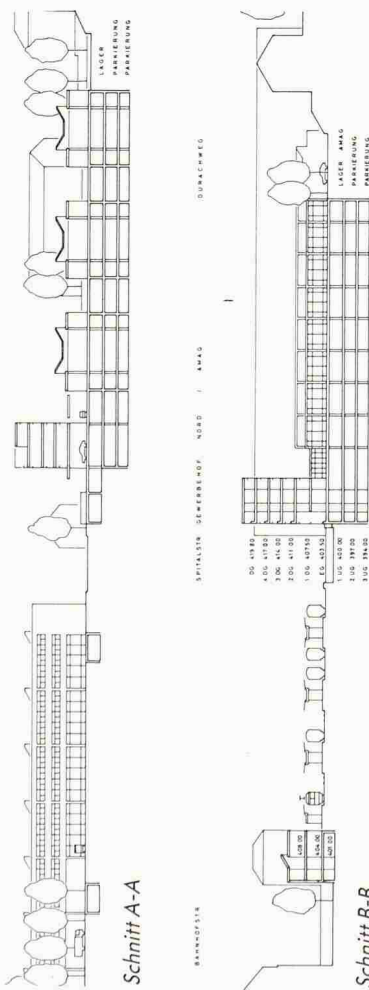 LAGER
PARKIERUNG
PARKIERUNG
Schnitt A-A
BAHNHOFSTR
SPITALSTR GEWERBEHOF NORD / AMAG
DURACHWEG
LAGER AMAG
PARKIERUNG
PARKIERUNG
DG 419.80
4 OG 417.00
3 OG 414.00
2 OG 411.00
1 OG 407.50
EG 403.50
1 UG 400.00
2 UG 397.00
3 UG 394.00
408.00
404.00
401.00
Schnitt B-B